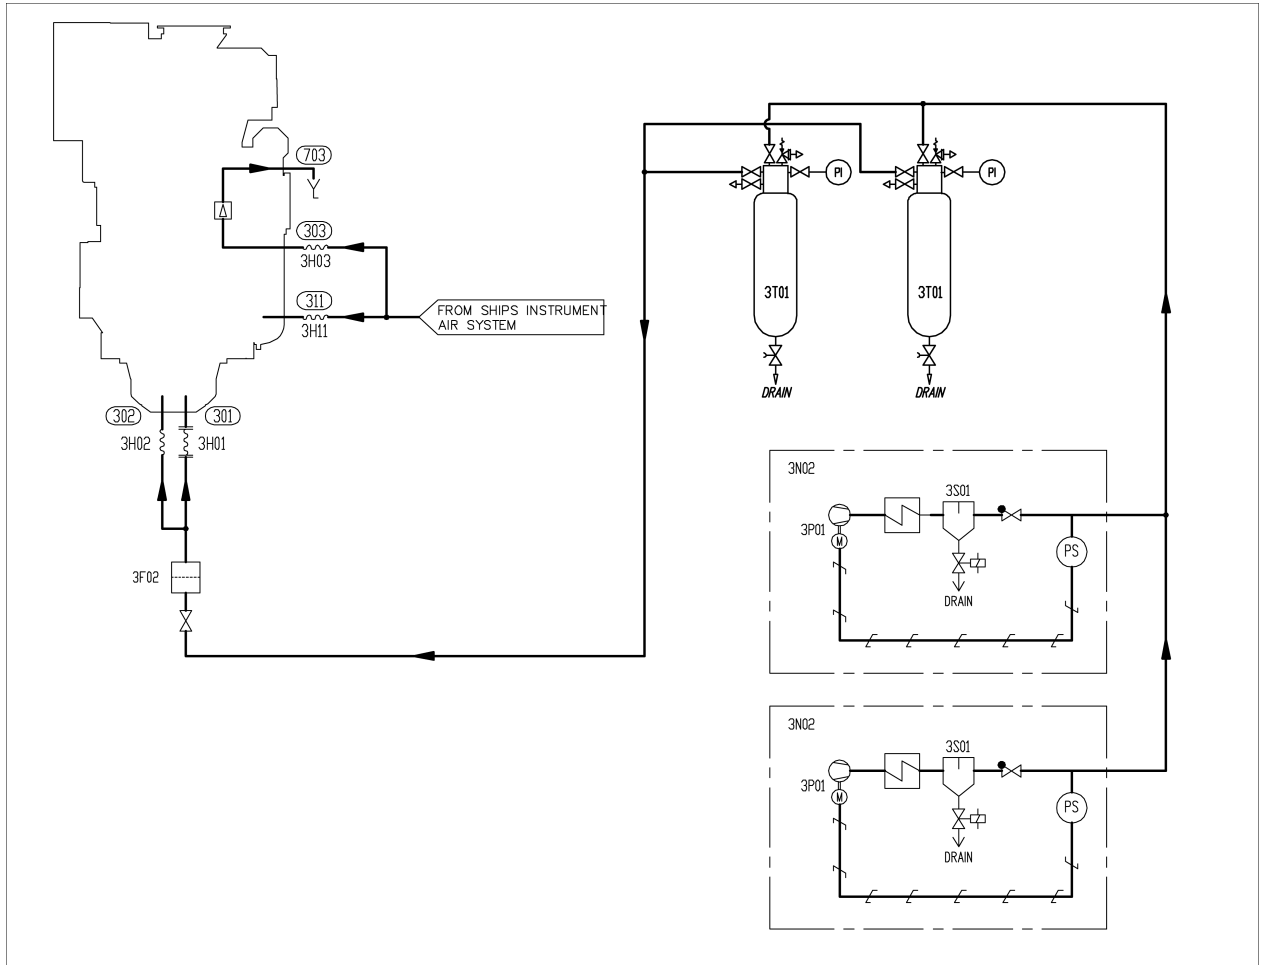 703
303
3H03
311
3H11
FROM SHIPS INSTRUMENT
AIR SYSTEM
302
301
3H02
3H01
3F02
PI
PI
3T01
3T01
DRAIN
DRAIN
3N02
3S01
3P01
M
PS
DRAIN
3N02
3S01
3P01
M
PS
DRAIN